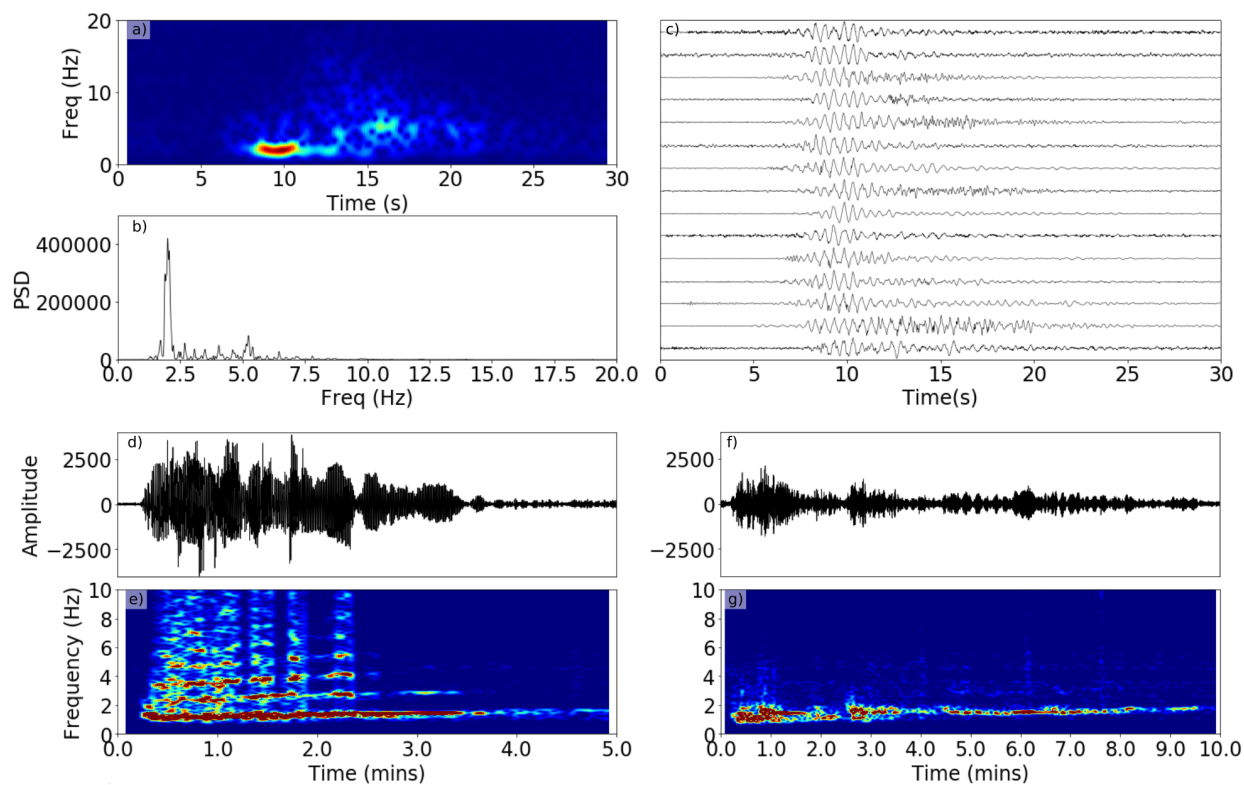 a)
Freq (Hz)
20
10
0
0 5 10 15 20 25 30
Time (s)
b)
PSD
400000
200000
0
0.0 2.5 5.0 7.5 10.0 12.5 15.0 17.5 20.0
Freq (Hz)
c)
0 5 10 15 20 25 30
Time(s)
d)
Amplitude
2500
0
−2500
e)
Frequency (Hz)
10
8
6
4
2
0
0.0 1.0 2.0 3.0 4.0 5.0
Time (mins)
f)
2500
0
−2500
g)
10
8
6
4
2
0
0.0 1.0 2.0 3.0 4.0 5.0 6.0 7.0 8.0 9.0 10.0
Time (mins)